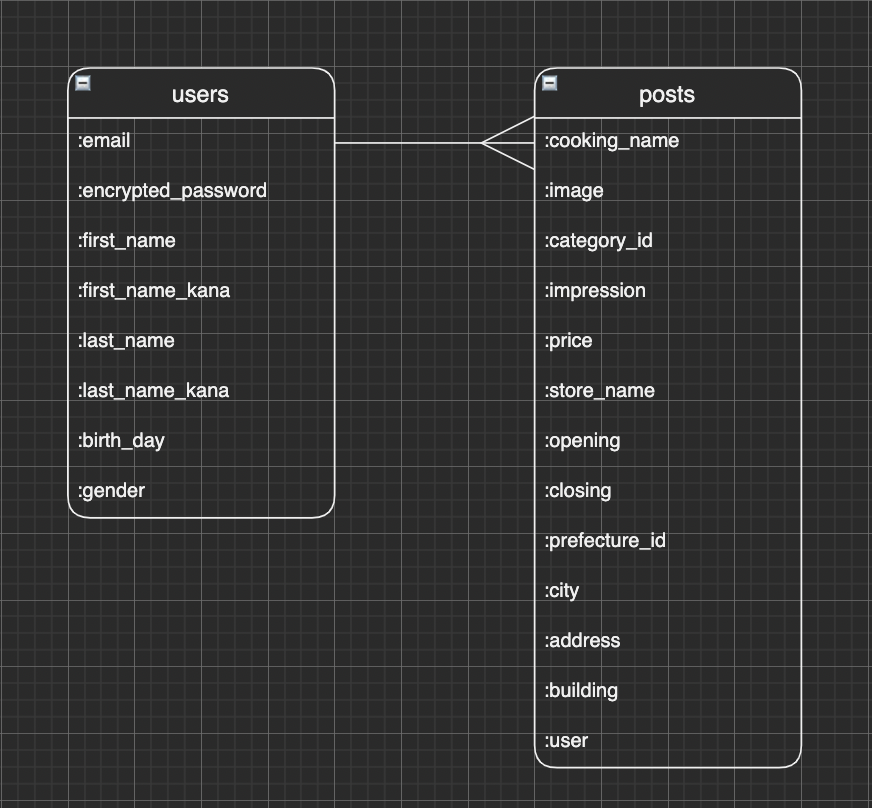 users
:email
:encrypted_password
:first_name
:first_name_kana
:last_name
:last_name_kana
:birth_day
:gender
posts
:cooking_name
:image
:category_id
:impression
:price
:store_name
:opening
:closing
:prefecture_id
:city
:address
:building
:user